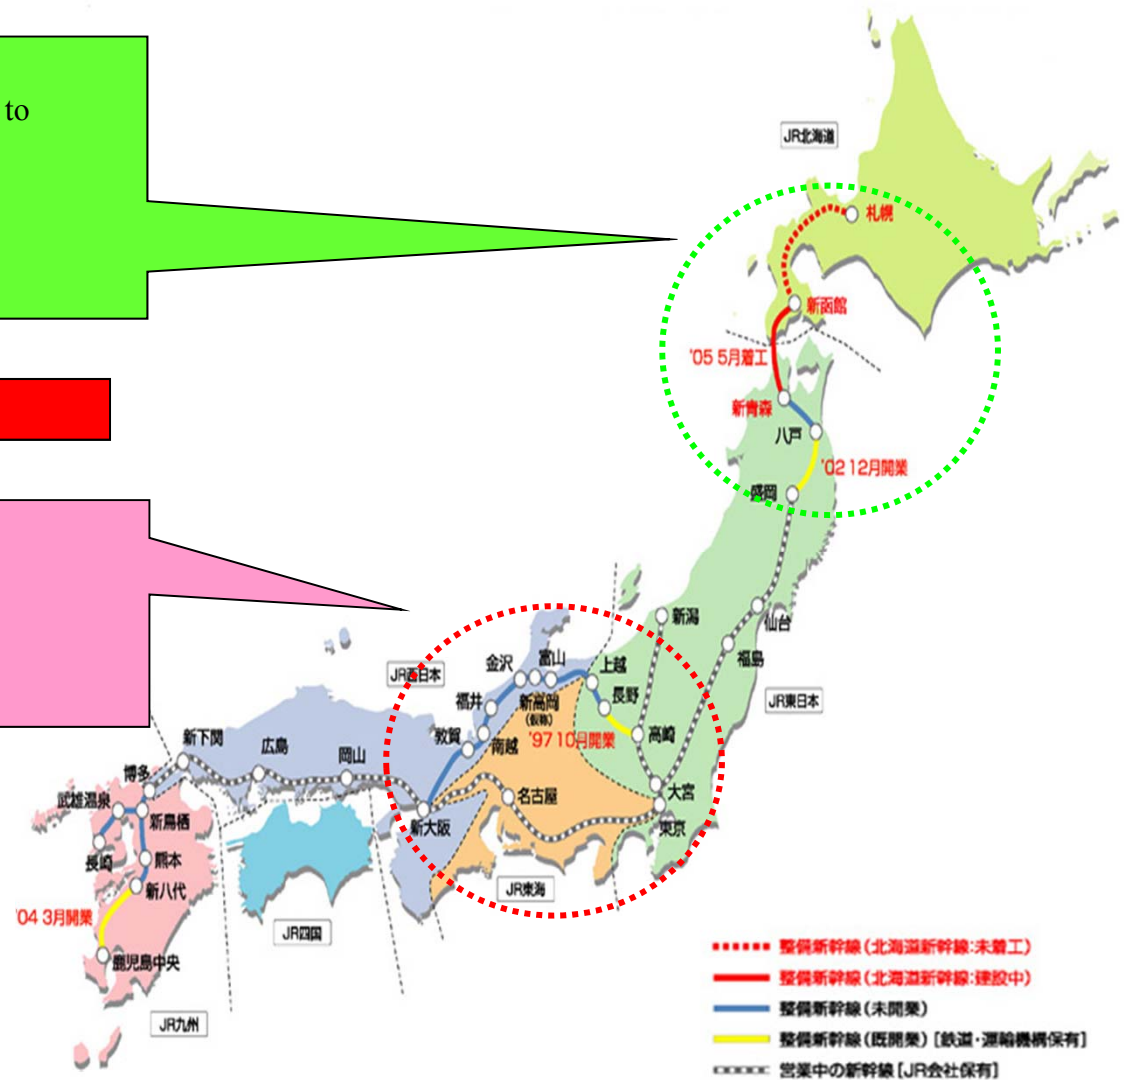 to
JR北海道
札幌
新函館
'05 5月着工
新青森
八戸
'02 12月開業
盛岡
新潟
仙台
福島
JR東日本
金沢
富山
上越
JR西日本
福井
新高岡
(仮称)
長野
敦賀
南越
'97 10月開業
高崎
新下関
広島
岡山
博多
大宮
武雄温泉
名古屋
新鳥栖
新大阪
東京
長崎
熊本
新八代
JR東海
'04 3月開業
JR四国
鹿児島中央
JR九州
整備新幹線(北海道新幹線:未着工)
整備新幹線(北海道新幹線:建設中)
整備新幹線(未開業)
整備新幹線(既開業)[鉄道・運輸機構保有]
営業中の新幹線[JR会社保有]